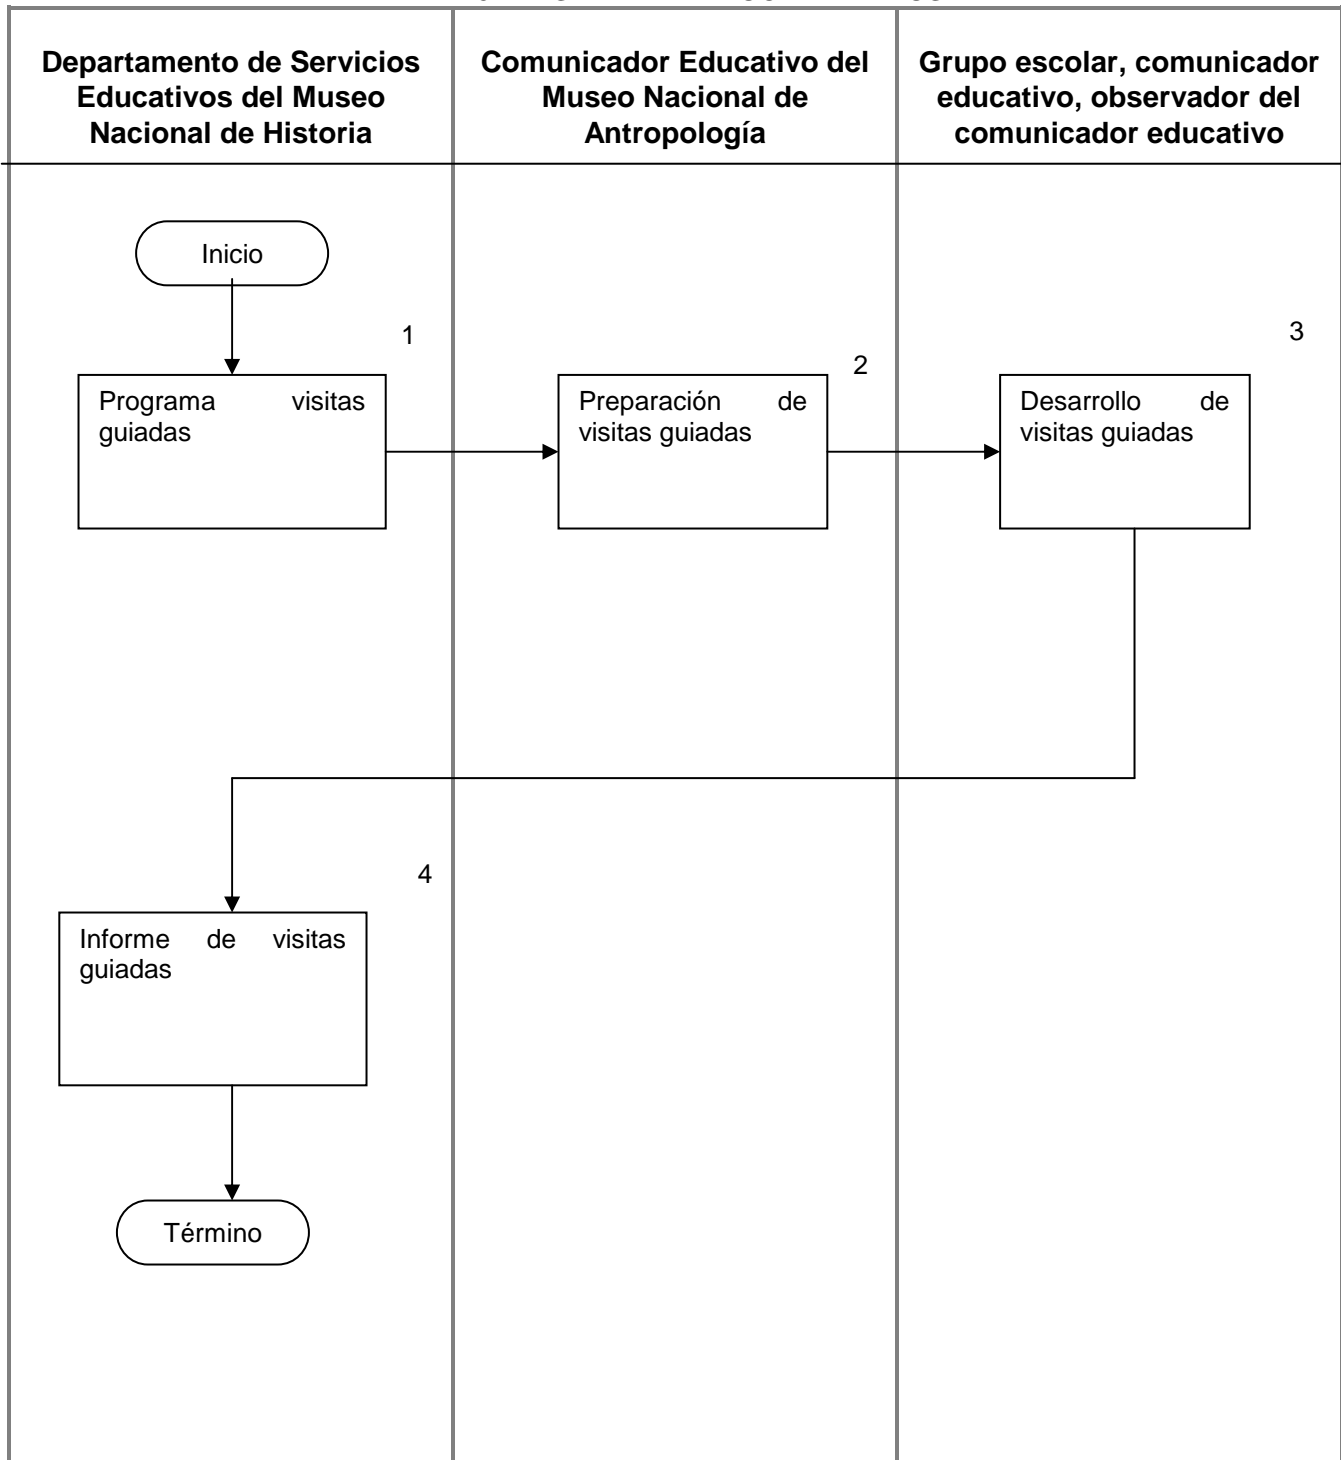 Departamento de Servicios
Educativos del Museo
Nacional de Historia
Comunicador Educativo del
Museo Nacional de
Antropología
Grupo escolar, comunicador
educativo, observador del
comunicador educativo
Inicio
1
Programa visitas
guiadas
2
Preparación de
visitas guiadas
3
Desarrollo de
visitas guiadas
4
Informe de visitas
guiadas
Término